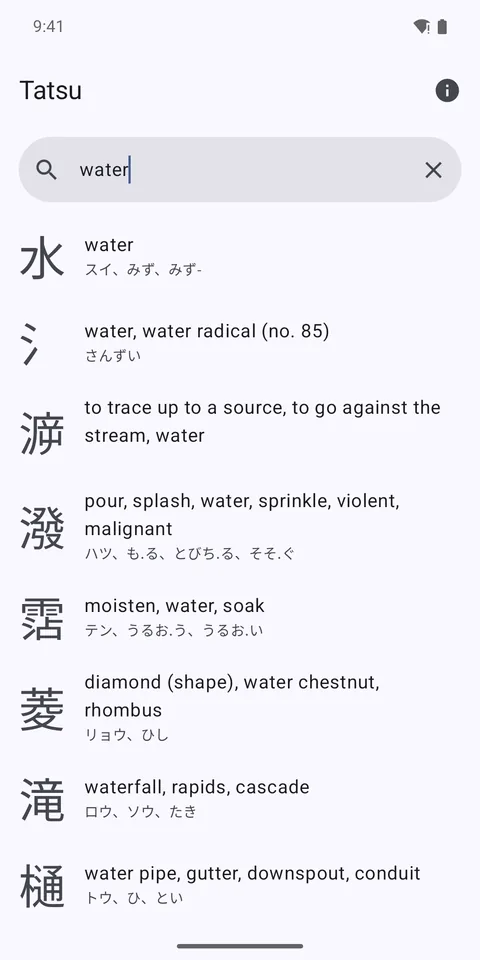 9:41
Tatsu
water
水
water
スイ、みず、みず-
氵
water, water radical (no. 85)
さんずい
to trace up to a source, to go against the
stream, water
潑
pour, splash, water, sprinkle, violent,
malignant
ハツ、も.る、とびち.る、そそ.ぐ
霑
moisten, water, soak
テン、うるお.う、うるお.い
菱
diamond (shape), water chestnut,
rhombus
リョウ、ひし
滝
waterfall, rapids, cascade
ロウ、ソウ、たき
樋
water pipe, gutter, downspout, conduit
トウ、ひ、とい